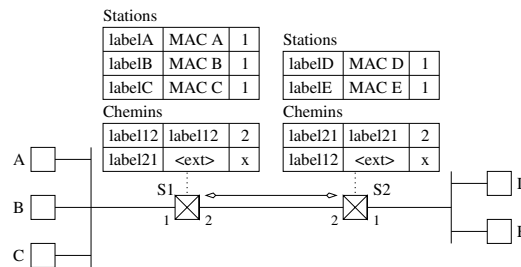 Stations
labelA MAC A 1
labelB MAC B 1
labelC MAC C 1
Chemins
label12 label12 2
label21 <ext> x
Stations
labelD MAC D 1
labelE MAC E 1
Chemins
label21 label21 2
label12 <ext> x
A
B
C
S1
1 2
S2
2 1